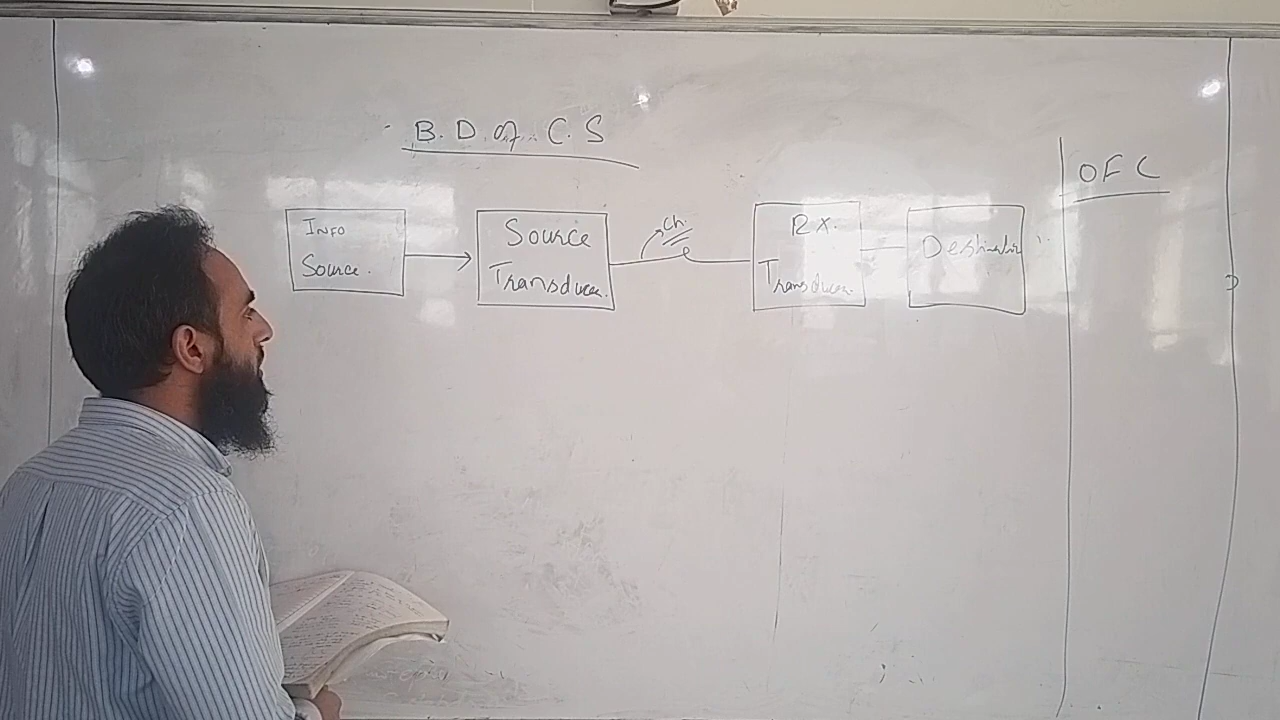 B. D. of C. S
OFC
Info
Source.
Source
Transducer.
ch.
RX.
Transducer.
Destination